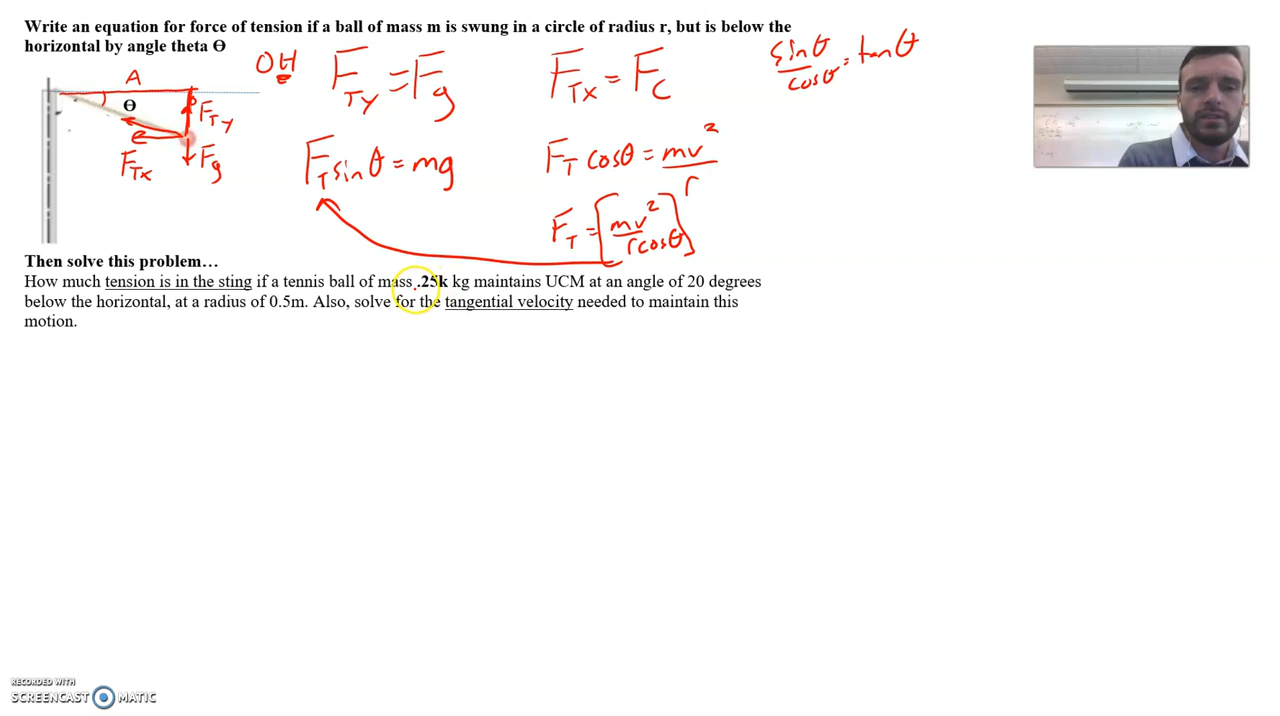 Write an equation for force of tension if a ball of mass m is swung in a circle of radius r, but is below the
horizontal by angle theta Ө
OH
F_Ty = F_g
F_Tx = F_c
sinθ/cosθ = tanθ
A
Ө
F_Ty
F_Tx
F_g
F_T sinθ = mg
F_T cosθ = mv²/r
F_T = [mv²/rcosθ]
Then solve this problem…
How much tension is in the sting if a tennis ball of mass .25k kg maintains UCM at an angle of 20 degrees
below the horizontal, at a radius of 0.5m. Also, solve for the tangential velocity needed to maintain this
motion.
RECORDED WITH
SCREENCAST MATIC